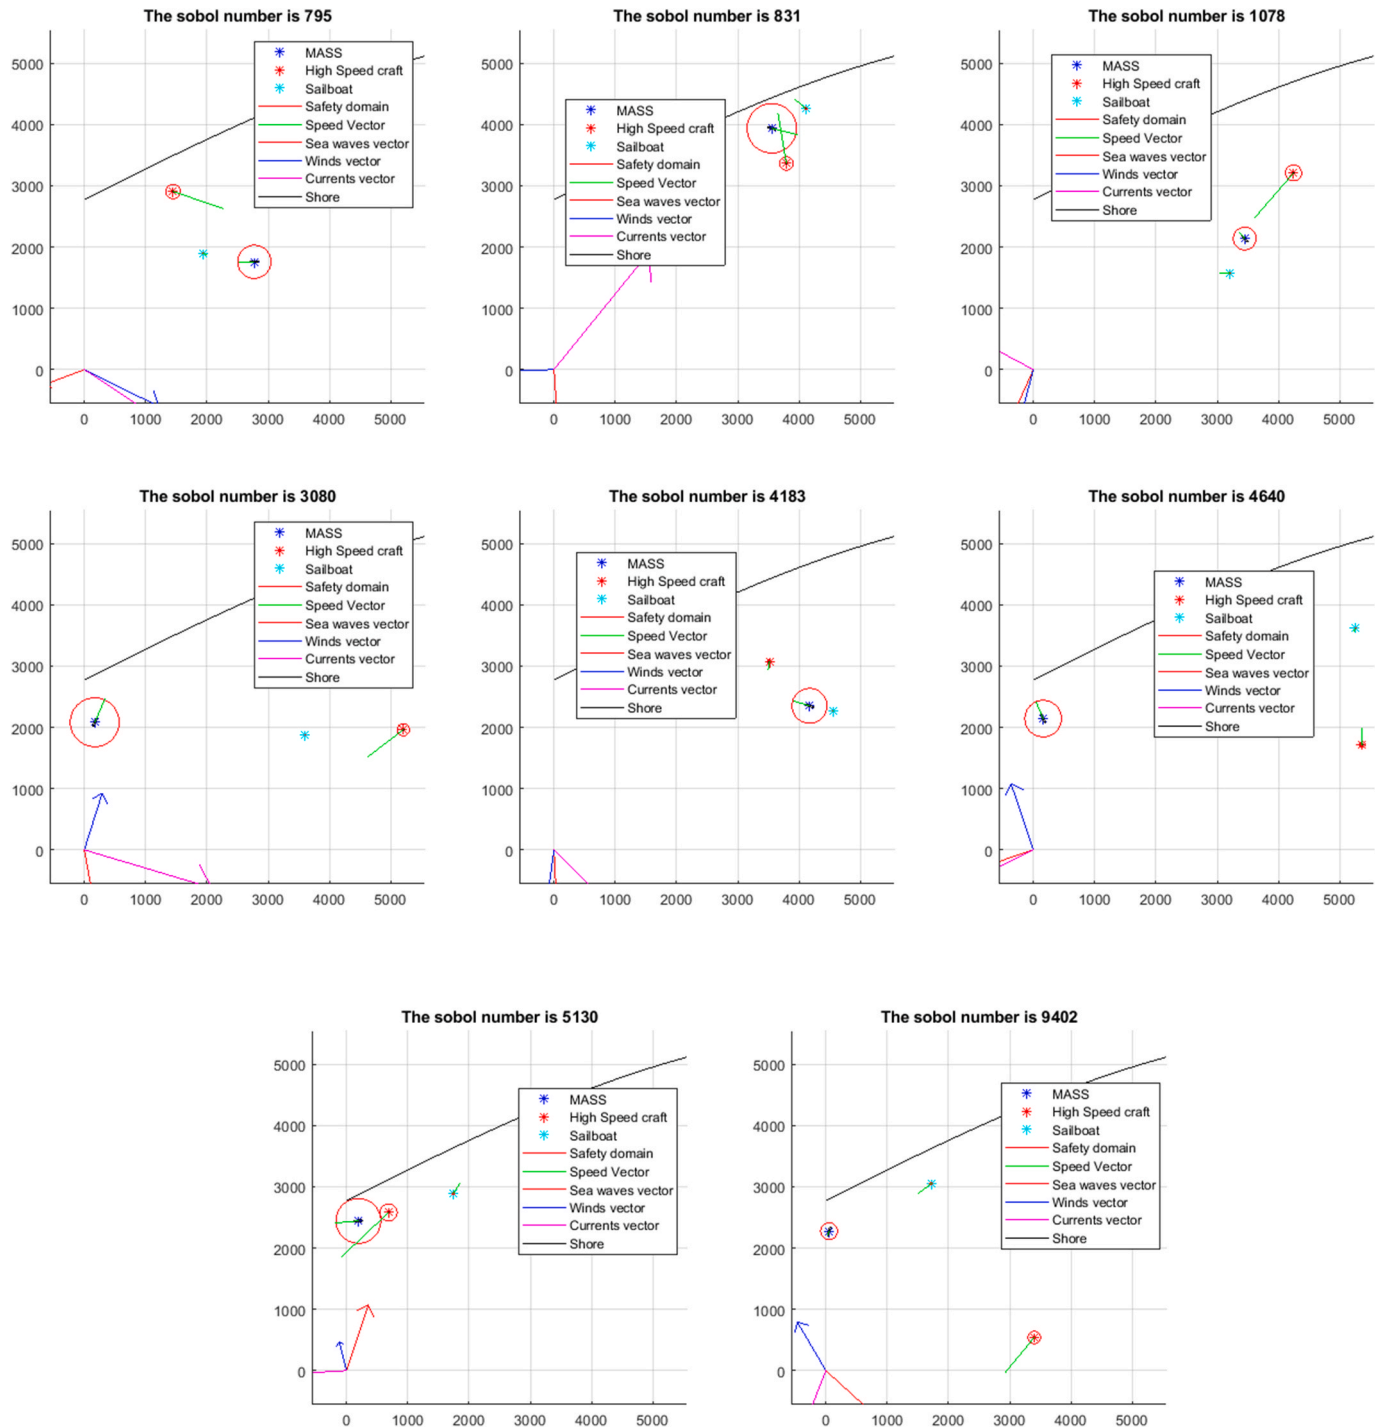 The sobol number is 795
5000
4000
3000
2000
1000
0
0 1000 2000 3000 4000 5000
MASS
High Speed craft
Sailboat
Safety domain
Speed Vector
Sea waves vector
Winds vector
Currents vector
Shore
The sobol number is 831
5000
4000
3000
2000
1000
0
0 1000 2000 3000 4000 5000
MASS
High Speed craft
Sailboat
Safety domain
Speed Vector
Sea waves vector
Winds vector
Currents vector
Shore
The sobol number is 1078
5000
4000
3000
2000
1000
0
0 1000 2000 3000 4000 5000
MASS
High Speed craft
Sailboat
Safety domain
Speed Vector
Sea waves vector
Winds vector
Currents vector
Shore
The sobol number is 3080
5000
4000
3000
2000
1000
0
0 1000 2000 3000 4000 5000
MASS
High Speed craft
Sailboat
Safety domain
Speed Vector
Sea waves vector
Winds vector
Currents vector
Shore
The sobol number is 4183
5000
4000
3000
2000
1000
0
0 1000 2000 3000 4000 5000
MASS
High Speed craft
Sailboat
Safety domain
Speed Vector
Sea waves vector
Winds vector
Currents vector
Shore
The sobol number is 4640
5000
4000
3000
2000
1000
0
0 1000 2000 3000 4000 5000
MASS
High Speed craft
Sailboat
Safety domain
Speed Vector
Sea waves vector
Winds vector
Currents vector
Shore
The sobol number is 5130
5000
4000
3000
2000
1000
0
0 1000 2000 3000 4000 5000
MASS
High Speed craft
Sailboat
Safety domain
Speed Vector
Sea waves vector
Winds vector
Currents vector
Shore
The sobol number is 9402
5000
4000
3000
2000
1000
0
0 1000 2000 3000 4000 5000
MASS
High Speed craft
Sailboat
Safety domain
Speed Vector
Sea waves vector
Winds vector
Currents vector
Shore